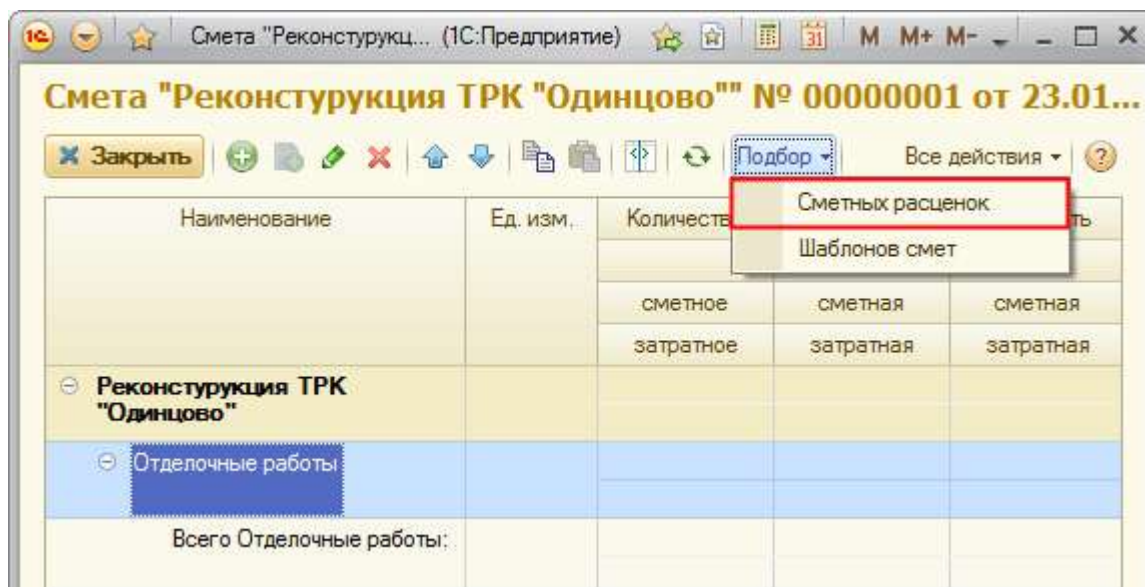 1С Смета "Реконстурукц... (1С:Предприятие) 31 M M+ M-
Смета "Реконстурукция ТРК "Одинцово"" № 00000001 от 23.01...
Закрыть Подбор Все действия ?
Сметных расценок
Шаблонов смет
Наименование Ед. изм.
сметное сметная сметная
затратное затратная затратная
Реконстурукция ТРК
"Одинцово"
Отделочные работы
Всего Отделочные работы: